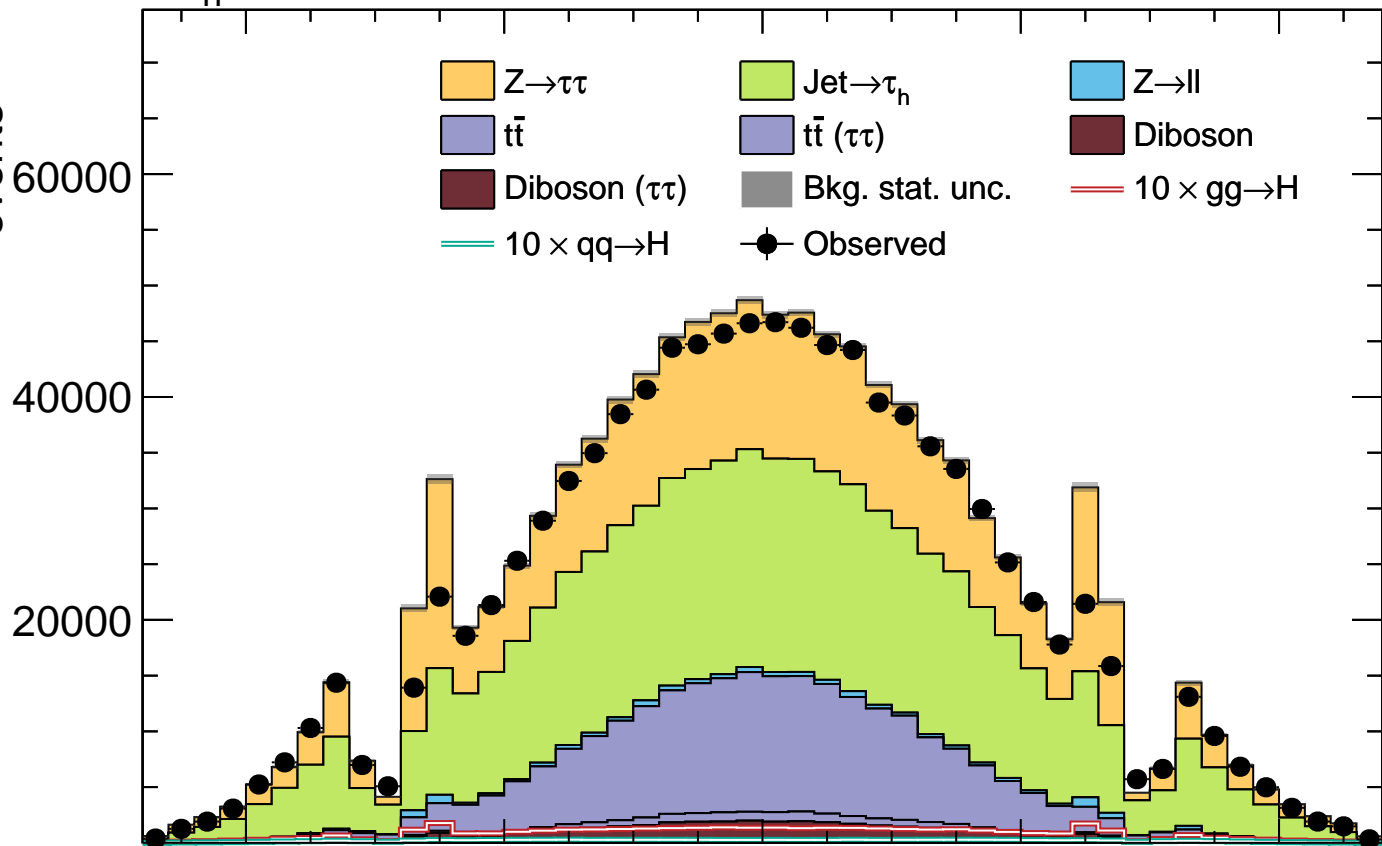 Z→ττ Jet→τh Z→ll
tt̄ tt̄ (ττ) Diboson
Diboson (ττ) Bkg. stat. unc. 10 × gg→H
10 × qq→H Observed
60000
40000
20000